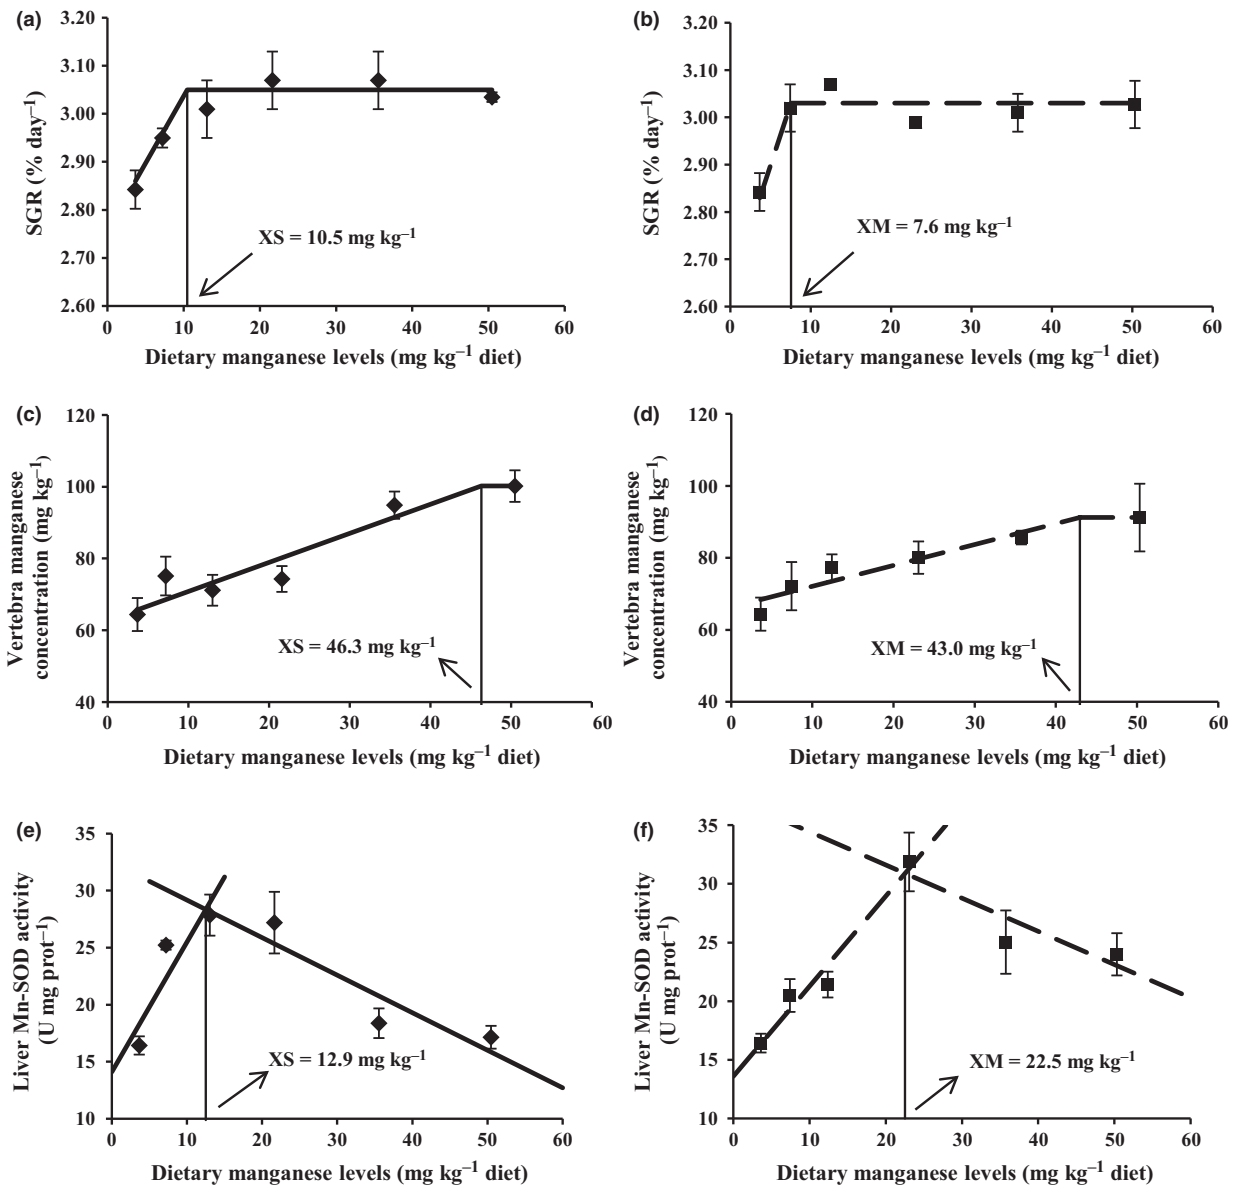 (a)
3.20
3.10
3.00
2.90
2.80
2.70
2.60
SGR (% day⁻¹)
XS = 10.5 mg kg⁻¹
0 10 20 30 40 50 60
Dietary manganese levels (mg kg⁻¹ diet)
(b)
3.20
3.10
3.00
2.90
2.80
2.70
2.60
SGR (% day⁻¹)
XM = 7.6 mg kg⁻¹
0 10 20 30 40 50 60
Dietary manganese levels (mg kg⁻¹ diet)
(c)
120
100
80
60
40
Vertebra manganese
concentration (mg kg⁻¹)
XS = 46.3 mg kg⁻¹
0 10 20 30 40 50 60
Dietary manganese levels (mg kg⁻¹ diet)
(d)
120
100
80
60
40
Vertebra manganese
concentration (mg kg⁻¹)
XM = 43.0 mg kg⁻¹
0 10 20 30 40 50 60
Dietary manganese levels (mg kg⁻¹ diet)
(e)
35
30
25
20
15
10
Liver Mn-SOD activity
((U mg prot⁻¹)
XS = 12.9 mg kg⁻¹
0 10 20 30 40 50 60
Dietary manganese levels (mg kg⁻¹ diet)
(f)
35
30
25
20
15
10
Liver Mn-SOD activity
((U mg prot⁻¹)
XM = 22.5 mg kg⁻¹
0 10 20 30 40 50 60
Dietary manganese levels (mg kg⁻¹ diet)